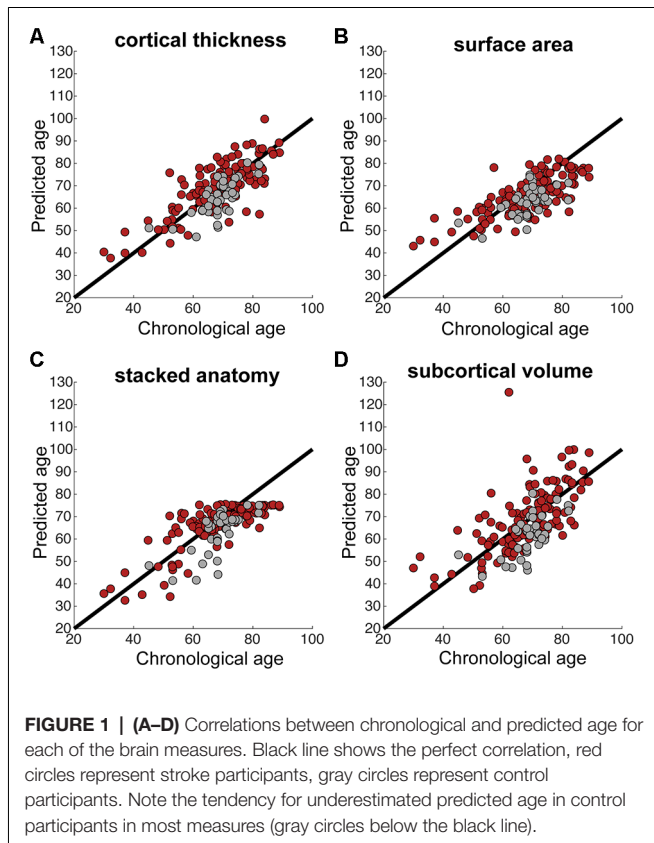 A cortical thickness
130
120
110
100
90
80
70
60
50
40
30
20
Predicted age
20 40 60 80 100
Chronological age
B surface area
130
120
110
100
90
80
70
60
50
40
30
20
Predicted age
20 40 60 80 100
Chronological age
C stacked anatomy
130
120
110
100
90
80
70
60
50
40
30
20
Predicted age
20 40 60 80 100
Chronological age
D subcortical volume
130
120
110
100
90
80
70
60
50
40
30
20
Predicted age
20 40 60 80 100
Chronological age
FIGURE 1 | (A–D) Correlations between chronological and predicted age for
each of the brain measures. Black line shows the perfect correlation, red
circles represent stroke participants, gray circles represent control
participants. Note the tendency for underestimated predicted age in control
participants in most measures (gray circles below the black line).